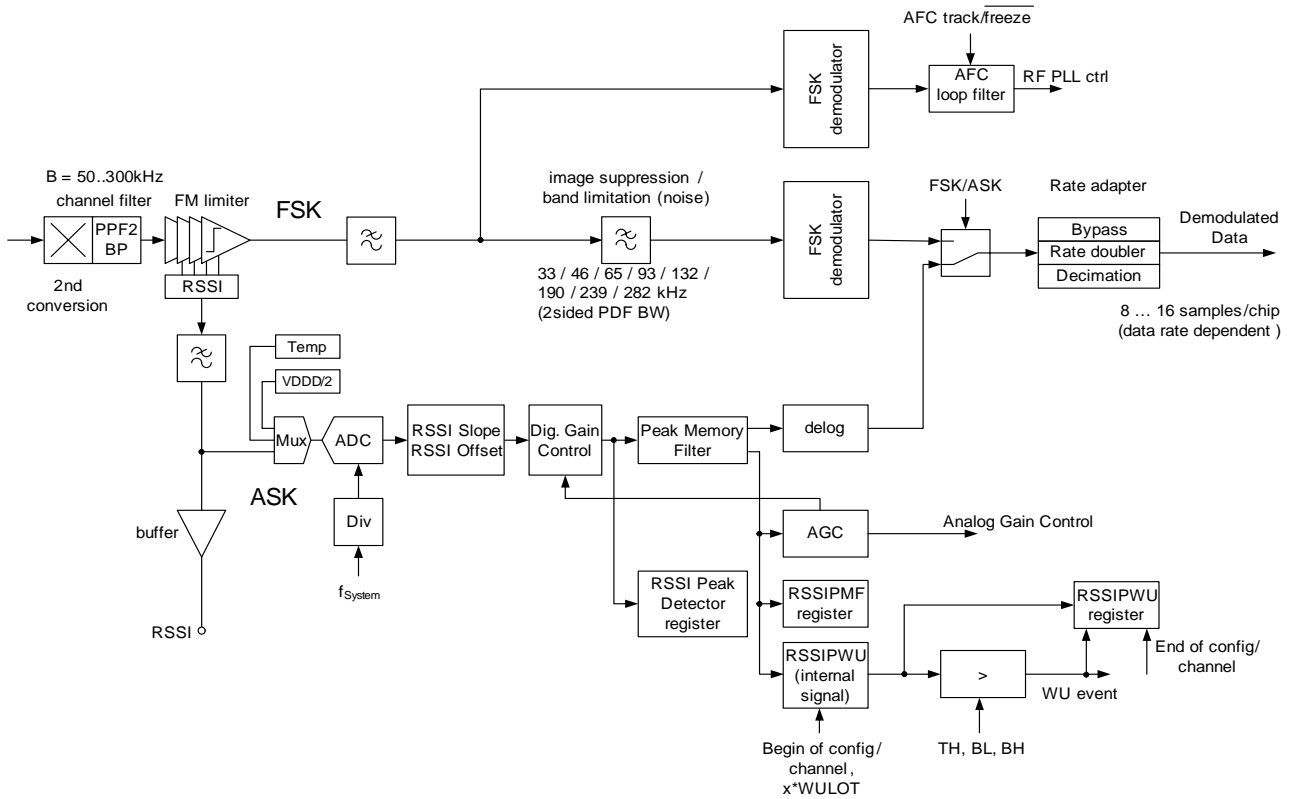 AFC track/freeze
AFC
loop filter
RF PLL ctrl
FSK
demodulator
B = 50..300kHz
channel filter
FM limiter
FSK
image suppression /
band limitation (noise)
FSK/ASK
Rate adapter
PPF2
BP
FSK
demodulator
Bypass
Rate doubler
Decimation
Demodulated
Data
2nd
conversion
RSSI
33 / 46 / 65 / 93 / 132 /
190 / 239 / 282 kHz
(2sided PDF BW)
8 ... 16 samples/chip
(data rate dependent )
Temp
VDDD/2
Mux
ADC
RSSI Slope
RSSI Offset
Dig. Gain
Control
Peak Memory
Filter
delog
ASK
buffer
Div
AGC
Analog Gain Control
fSystem
RSSI Peak
Detector
register
RSSIPMF
register
RSSIPWU
register
RSSI
RSSIPWU
(internal
signal)
>
WU event
End of config/
channel
Begin of config/
channel ,
x*WULOT
TH, BL, BH